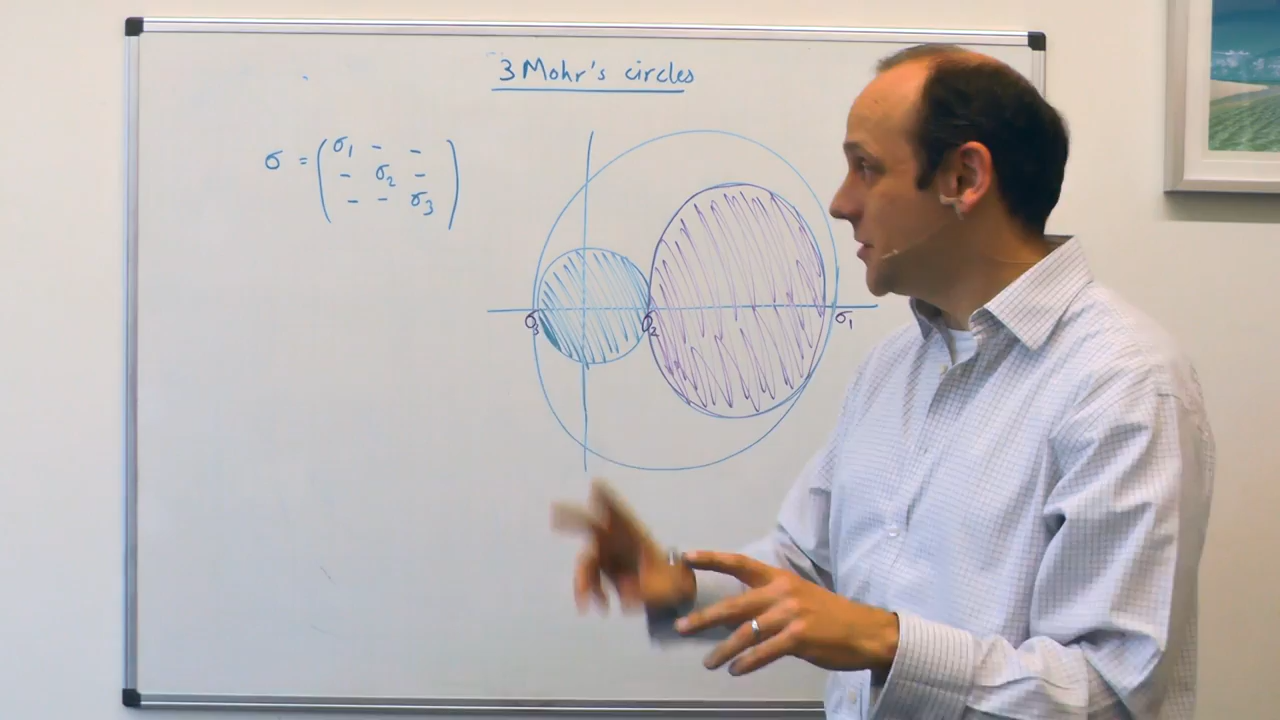 3 Mohr's circles
σ = ( σ₁ - -
- σ₂ -
- - σ₃ )
σ₃ σ₂ σ₁